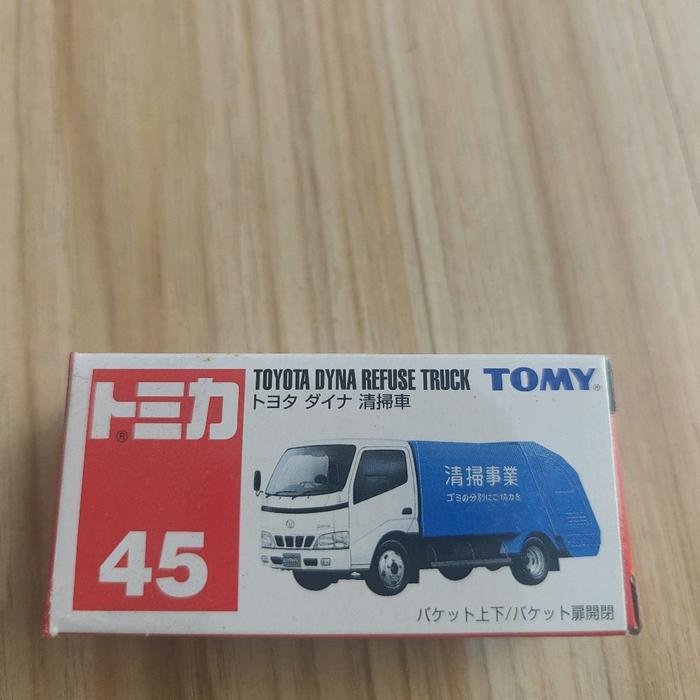 トミカ®
45
TOYOTA DYNA REFUSE TRUCK
トヨタ ダイナ 清掃車
TOMY®
清掃事業
ゴミの分別にご協力を
バケット上下/バケット扉開閉